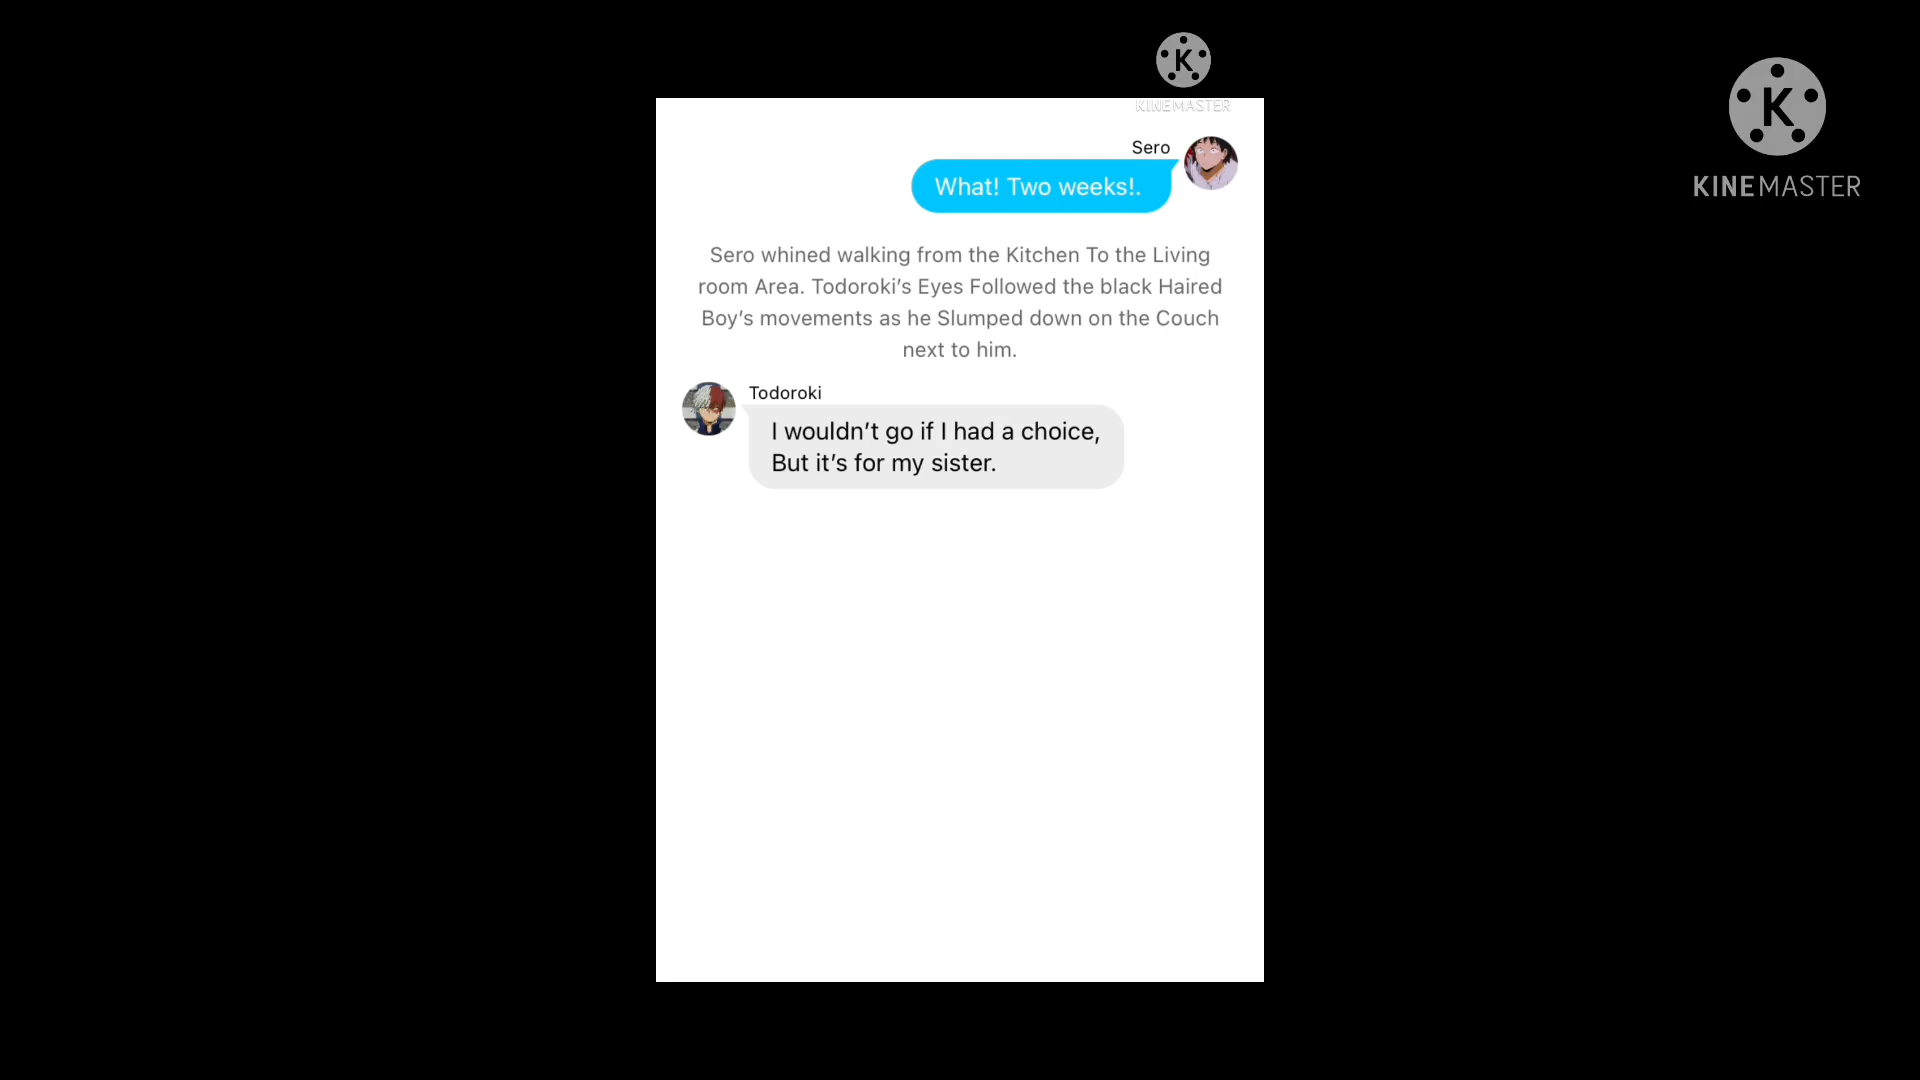 K
KINEMASTER
K
KINEMASTER
Sero
What! Two weeks!.
Sero whined walking from the Kitchen To the Living
room Area. Todoroki’s Eyes Followed the black Haired
Boy’s movements as he Slumped down on the Couch
next to him.
Todoroki
I wouldn’t go if I had a choice,
But it’s for my sister.